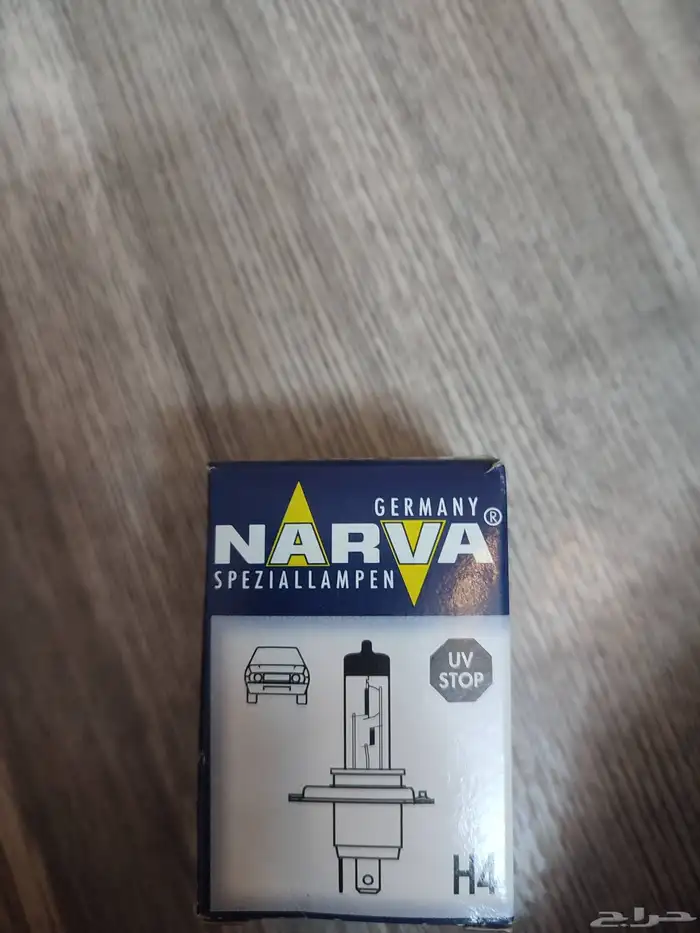 GERMANY
NARVA®
SPEZIALLAMPEN
UV
STOP
H4
حراج